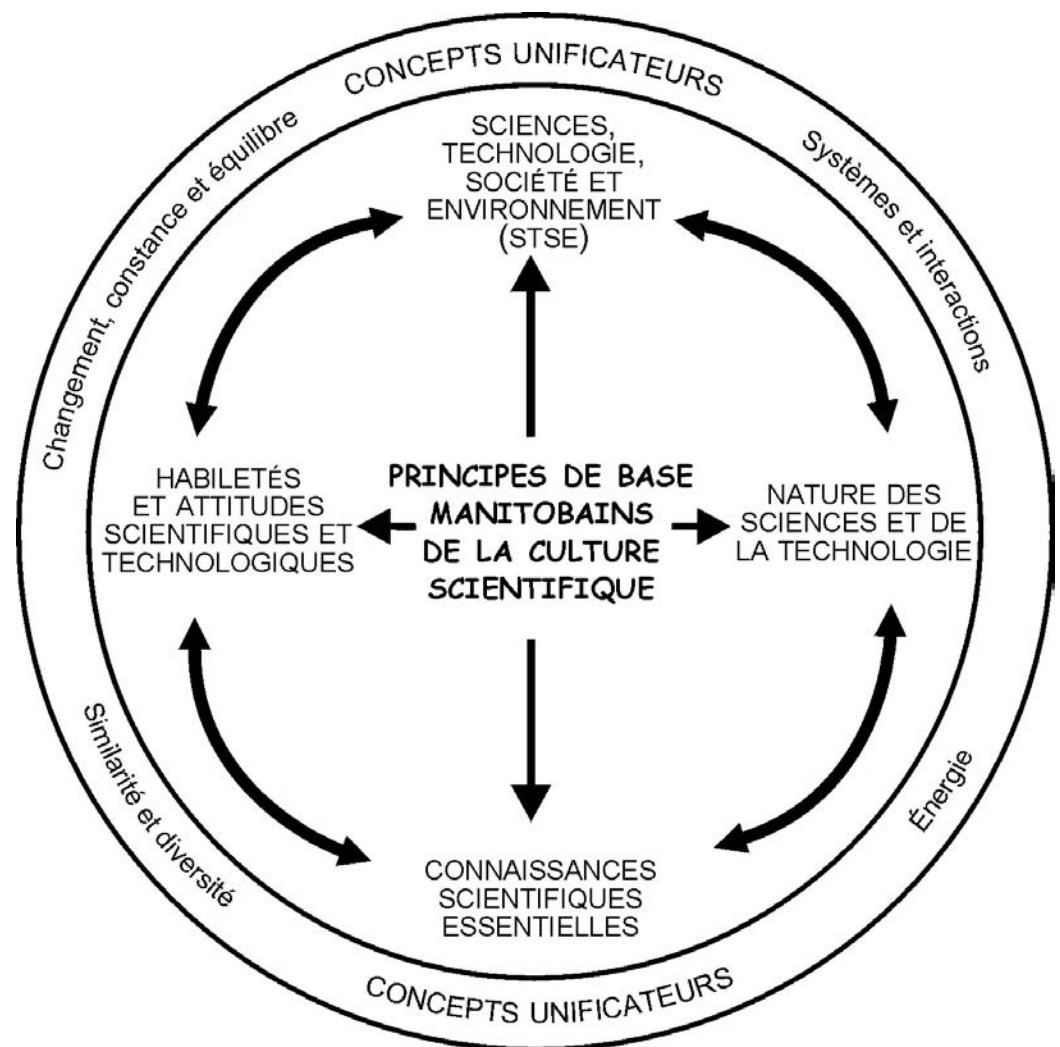 CONCEPTS UNIFICATEURS
Changement, constance et équilibre
Systèmes et interactions
SCIENCES,
TECHNOLOGIE,
SOCIÉTÉ ET
ENVIRONNEMENT
(STSE)
HABILETÉS
ET ATTITUDES
SCIENTIFIQUES ET
TECHNOLOGIQUES
PRINCIPES DE BASE
MANITOBAINS
DE LA CULTURE
SCIENTIFIQUE
NATURE DES
SCIENCES ET DE
LA TECHNOLOGIE
CONNAISSANCES
SCIENTIFIQUES
ESSENTIELLES
Similarité et diversité
Énergie
CONCEPTS UNIFICATEURS